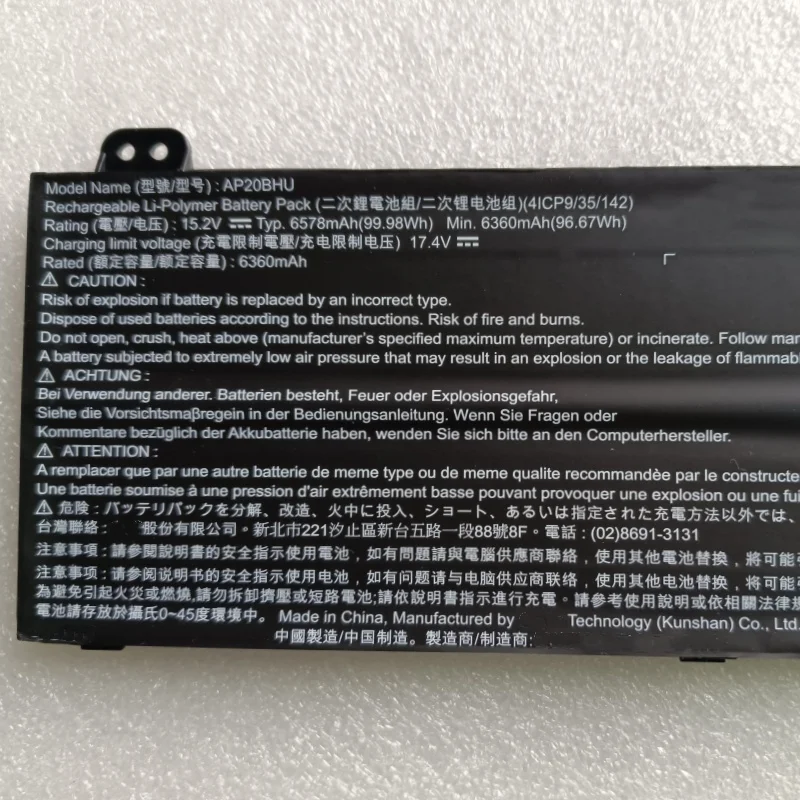 Model Name (型號/型号) : AP20BHU
Rechargeable Li-Polymer Battery Pack (二次鋰電池組/二次锂电池组)(4ICP9/35/142)
Rating (電壓/电压) : 15.2V ⎓ Typ. 6578mAh(99.98Wh) Min. 6360mAh(96.67Wh)
Charging limit voltage (充電限制電壓/充电限制电压) 17.4V ⎓
Rated (額定容量/额定容量) : 6360mAh
⚠ CAUTION :
Risk of explosion if battery is replaced by an incorrect type.
Dispose of used batteries according to the instructions. Risk of fire and burns.
Do not open, crush, heat above (manufacturer's specified maximum temperature) or incinerate. Follow man
A battery subjected to extremely low air pressure that may result in an explosion or the leakage of flammab
⚠ ACHTUNG :
Bei Verwendung anderer. Batterien besteht, Feuer oder Explosionsgefahr,
Siehe die Vorsichtsmaβregein in der Bedienungsanleitung. Wenn Sie Fragen oder
Kommentare bezüglich der Akkubatterie haben, wenden Sie sich bitte an den Computerhersteller.
⚠ ATTENTION :
A remplacer que par une autre batterie de meme type ou de meme qualite recommandèe par le constructe
Une batterie soumise à une pression d'air extrêmement basse pouvant provoquer une explosion ou une fui
⚠ 危険 : バッテリパックを分解、改造、火中に投入、ショート、あるいは指定された充電方法以外では、
台灣聯絡: 股份有限公司。新北市221汐止區新台五路一段88號8F。電話 : (02)8691-3131
注意事項 : 請參閱說明書的安全指示使用電池，如有問題請與電腦供應商聯絡，使用其他電池替換，將可能引
注意事项 : 请参阅说明书的安全指示使用电池，如有问题请与电脑供应商联络，使用其他电池替换，将可能
為避免引起火災或燃燒,請勿拆卸擠壓或短路電池;請依說明書指示進行充電。請參考使用說明或依相關法律規
電池請存放於攝氏0~45度環境中。 Made in China, Manufactured by Technology (Kunshan) Co., Ltd.
中國製造/中国制造。製造商/制造商: